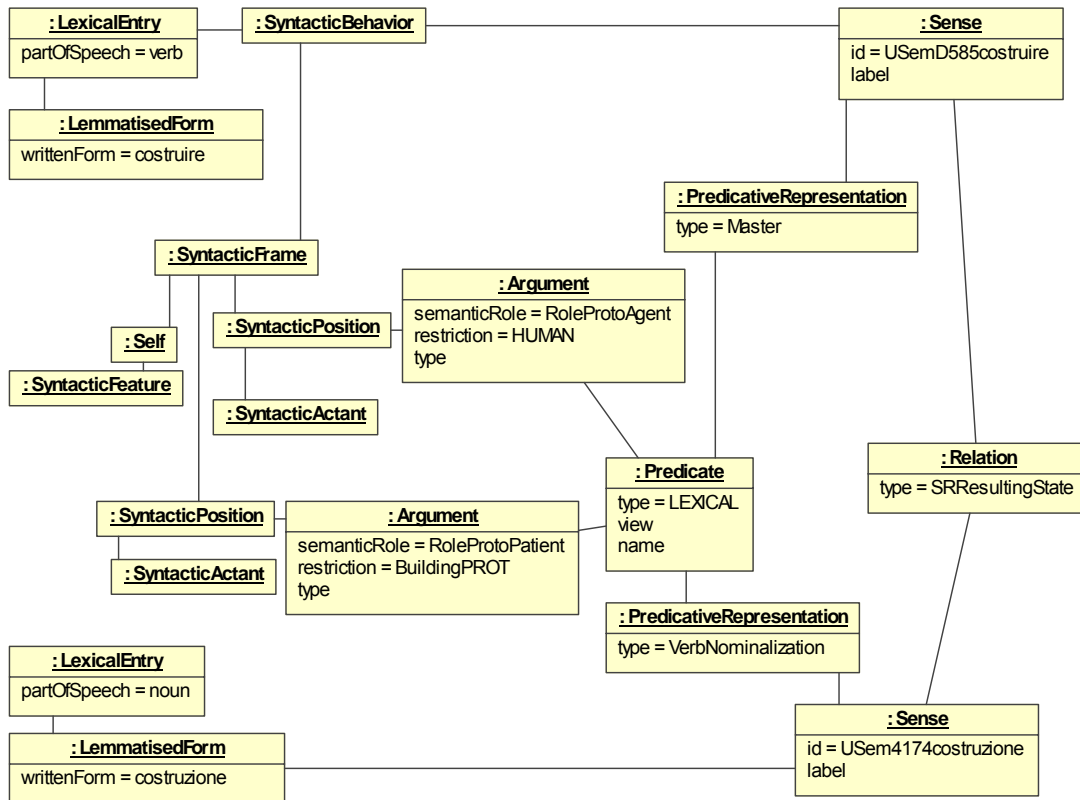 : LexicalEntry
partOfSpeech = verb
: SyntacticBehavior
: Sense
id = USemD585costruire
label
: LemmatisedForm
writtenForm = costruire
: PredicativeRepresentation
type = Master
: SyntacticFrame
: Argument
semanticRole = RoleProtoAgent
restriction = HUMAN
type
: SyntacticPosition
: Self
: SyntacticFeature
: SyntacticActant
: Predicate
type = LEXICAL
view
name
: Relation
type = SRResultingState
: SyntacticPosition
: Argument
semanticRole = RoleProtoPatient
restriction = BuildingPROT
type
: SyntacticActant
: PredicativeRepresentation
type = VerbNominalization
: LexicalEntry
partOfSpeech = noun
: Sense
id = USem4174costruzione
label
: LemmatisedForm
writtenForm = costruzione